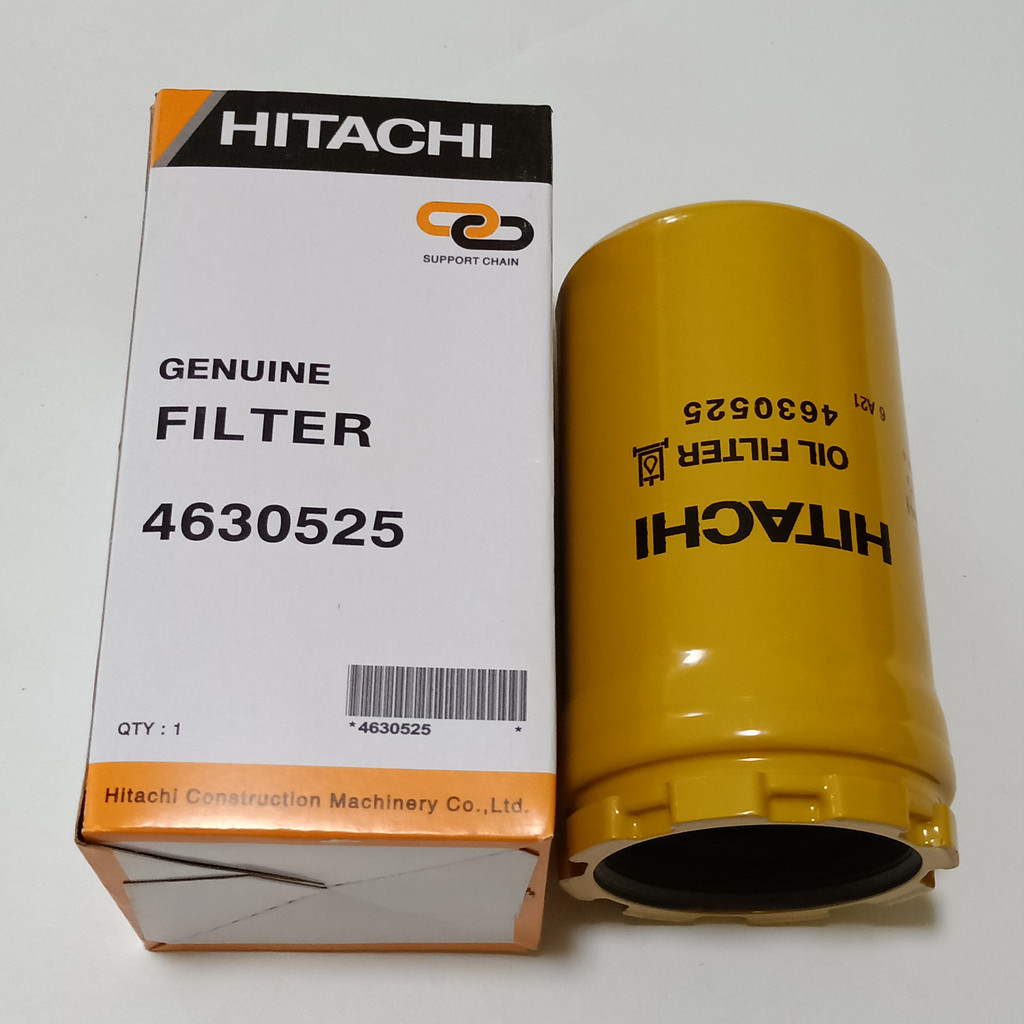 HITACHI
SUPPORT CHAIN
GENUINE
FILTER
4630525
*4630525 *
QTY : 1
Hitachi Construction Machinery Co.,Ltd.
HITACHI
OIL FILTER
4630525
6 A21